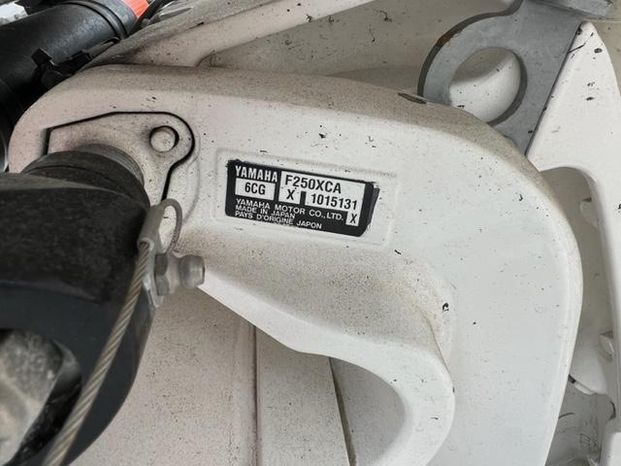 YAMAHA F250XCA
6CG X 1015131
YAMAHA MOTOR CO., LTD. X
MADE IN JAPAN
PAYS D'ORIGINE JAPON